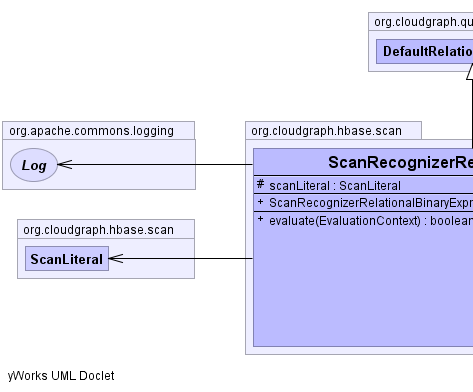 org.cloudgraph.qu
DefaultRelatio
org.apache.commons.logging
Log
org.cloudgraph.hbase.scan
ScanRecognizerRe
# scanLiteral : ScanLiteral
+ ScanRecognizerRelationalBinaryExpr
+ evaluate(EvaluationContext) : boolean
org.cloudgraph.hbase.scan
ScanLiteral
yWorks UML Doclet